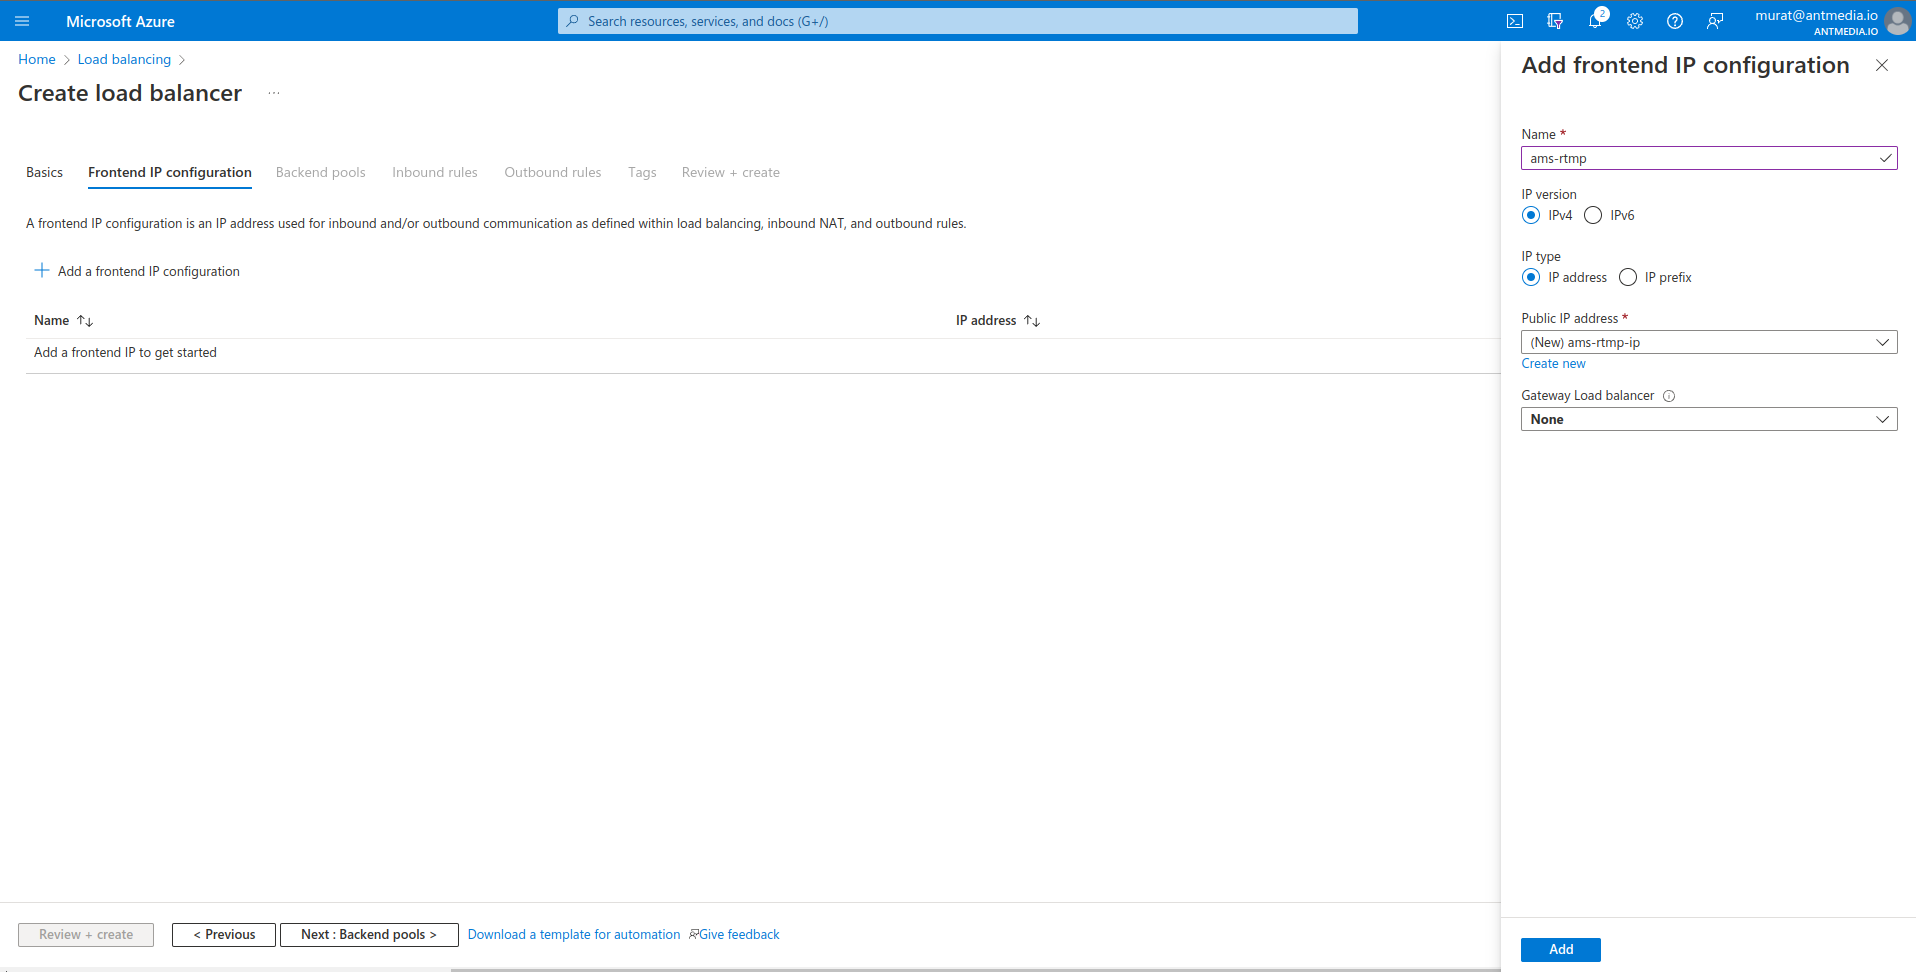 Microsoft Azure
Search resources, services, and docs (G+/)
2
murat@antmedia.io
ANTMEDIA.IO
Home > Load balancing >
Create load balancer ...
Basics Frontend IP configuration Backend pools Inbound rules Outbound rules Tags Review + create
A frontend IP configuration is an IP address used for inbound and/or outbound communication as defined within load balancing, inbound NAT, and outbound rules.
+ Add a frontend IP configuration
Name ↑↓ IP address ↑↓
Add a frontend IP to get started
Review + create < Previous Next : Backend pools > Download a template for automation Give feedback
Add frontend IP configuration
Name *
ams-rtmp
IP version
IPv4 IPv6
IP type
IP address IP prefix
Public IP address *
(New) ams-rtmp-ip
Create new
Gateway Load balancer
None
Add